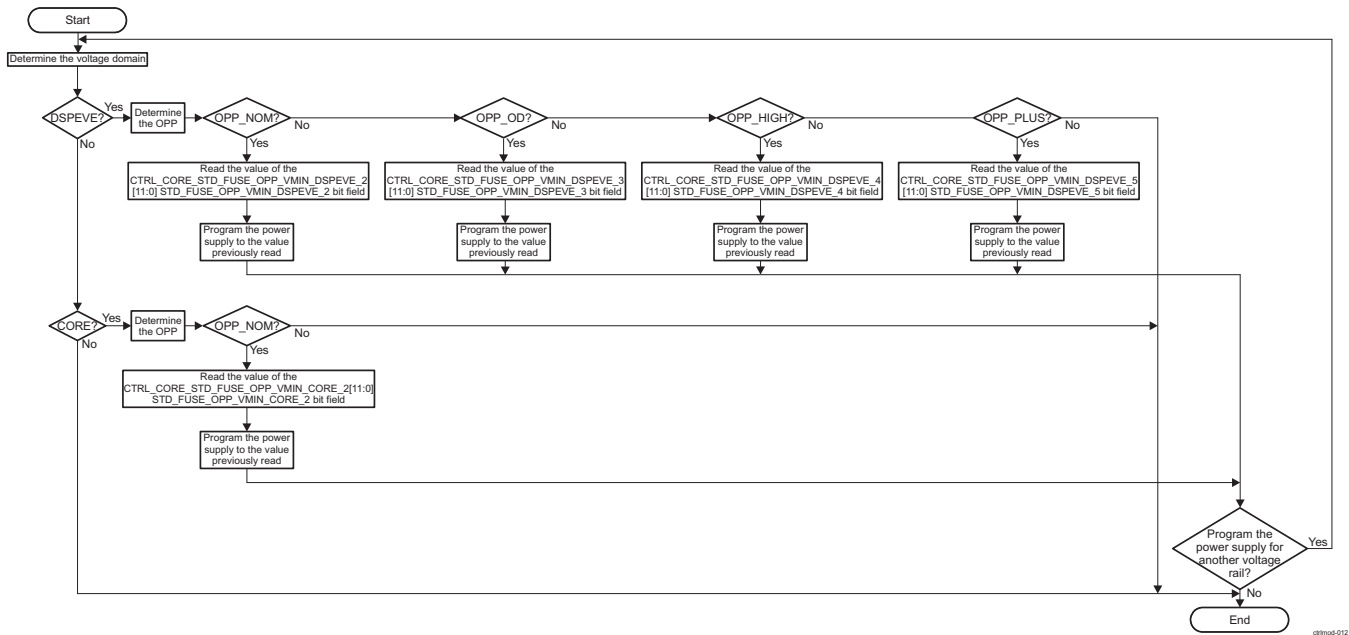 Start
Determine the voltage domain
DSPEVE?
Yes
No
Determine
the OPP
OPP_NOM?
No
Yes
OPP_OD?
No
Yes
OPP_HIGH?
No
Yes
OPP_PLUS?
No
Yes
Read the value of the
CTRL_CORE_STD_FUSE_OPP_VMIN_DSPEVE_2
[11:0] STD_FUSE_OPP_VMIN_DSPEVE_2 bit field
Read the value of the
CTRL_CORE_STD_FUSE_OPP_VMIN_DSPEVE_3
[11:0] STD_FUSE_OPP_VMIN_DSPEVE_3 bit field
Read the value of the
CTRL_CORE_STD_FUSE_OPP_VMIN_DSPEVE_4
[11:0] STD_FUSE_OPP_VMIN_DSPEVE_4 bit field
Read the value of the
CTRL_CORE_STD_FUSE_OPP_VMIN_DSPEVE_5
[11:0] STD_FUSE_OPP_VMIN_DSPEVE_5 bit field
Program the power
supply to the value
previously read
Program the power
supply to the value
previously read
Program the power
supply to the value
previously read
Program the power
supply to the value
previously read
CORE?
Yes
No
Determine
the OPP
OPP_NOM?
No
Yes
Read the value of the
CTRL_CORE_STD_FUSE_OPP_VMIN_CORE_2[11:0]
STD_FUSE_OPP_VMIN_CORE_2 bit field
Program the power
supply to the value
previously read
Program the
power supply for
another voltage
rail?
Yes
No
End
ctrlmod-012